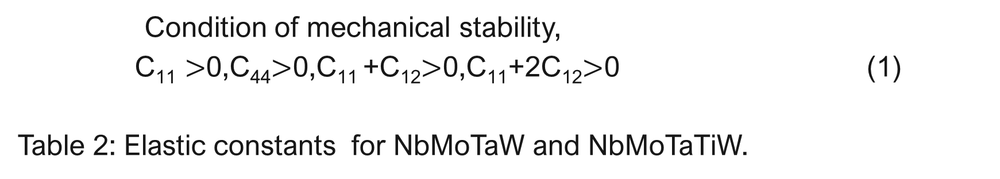 Condition of mechanical stability,
C₁₁ >0,C₄₄>0,C₁₁ +C₁₂>0,C₁₁+2C₁₂>0 (1)
Table 2: Elastic constants for NbMoTaW and NbMoTaTiW.